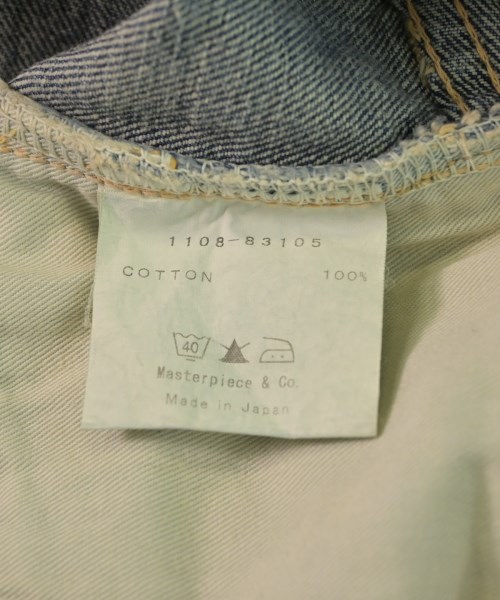 1108-83105
COTTON 100%
40
Masterpiece & Co.
Made in Japan